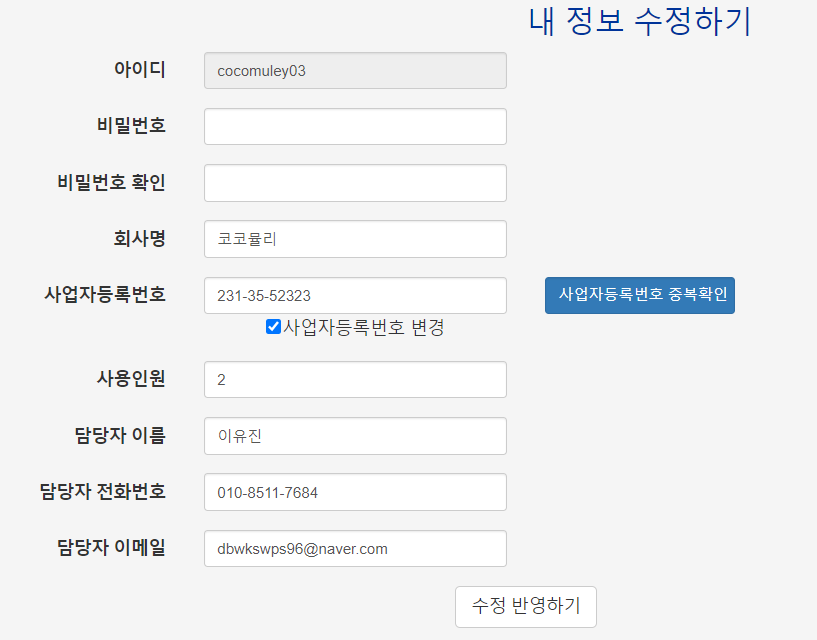 내 정보 수정하기
아이디 cocomuley03
비밀번호
비밀번호 확인
회사명 코코뮬리
사업자등록번호 231-35-52323 사업자등록번호 중복확인
사업자등록번호 변경
사용인원 2
담당자 이름 이유진
담당자 전화번호 010-8511-7684
담당자 이메일 dbwkswps96@naver.com
수정 반영하기